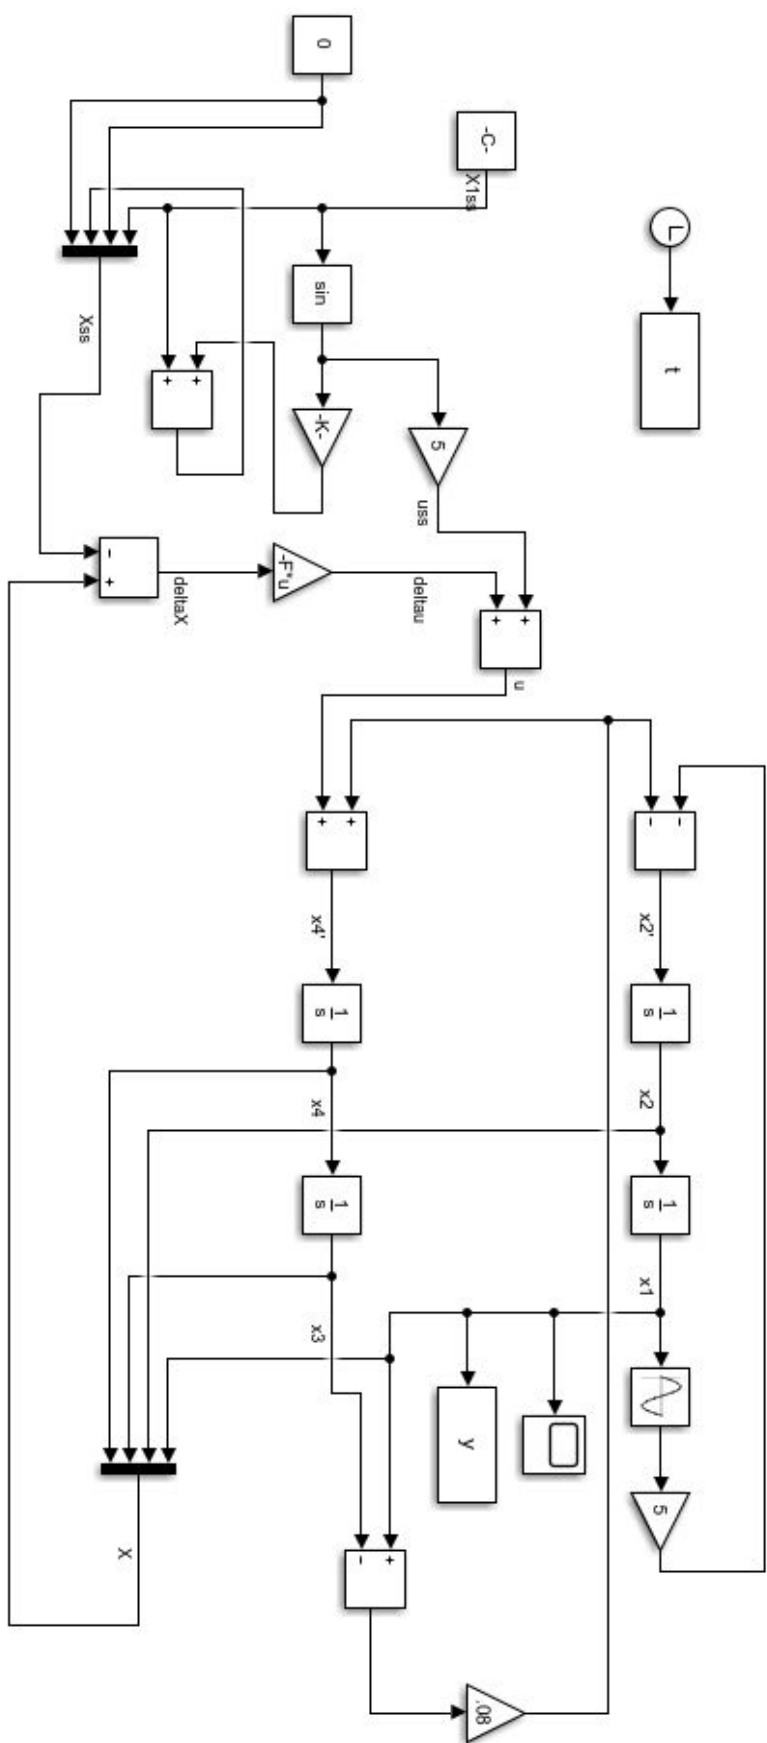 t
-
-
x2'
1
s
x2
1
s
x1
5
-C-
X1ss
5
uss
+
+
u
y
.08
0
sin
-K-
-F*u
deltau
+
+
x4'
1
s
x4
1
s
x3
+
-
+
+
Xss
-
+
deltaX
X